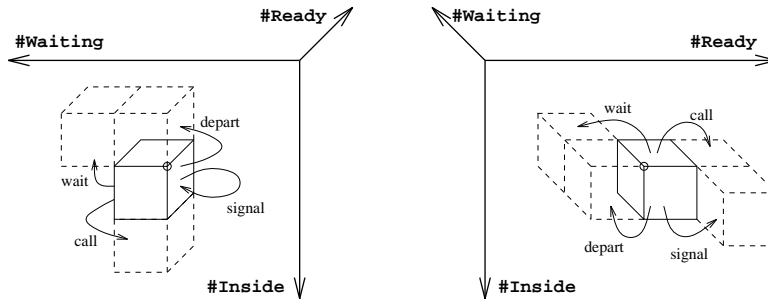 #Ready
#Waiting
depart
wait
signal
call
#Inside
#Waiting
#Ready
wait
call
depart
signal
#Inside